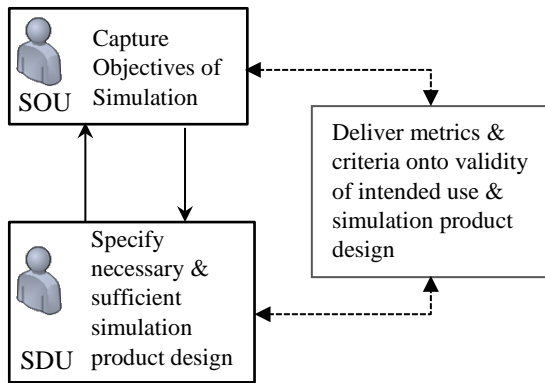 SOU
Capture
Objectives of
Simulation
Deliver metrics &
criteria onto validity
of intended use &
simulation product
design
SDU
Specify
necessary &
sufficient
simulation
product design